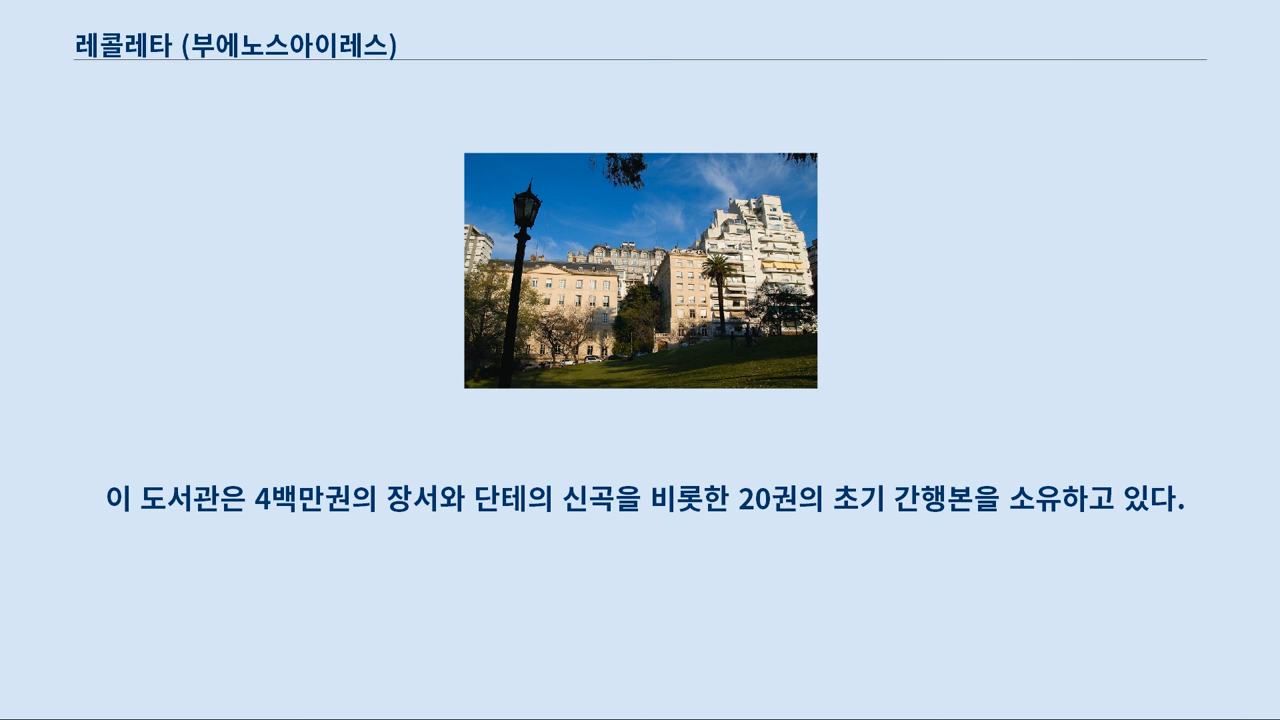 레콜레타 (부에노스아이레스)
이 도서관은 4백만권의 장서와 단테의 신곡을 비롯한 20권의 초기 간행본을 소유하고 있다.